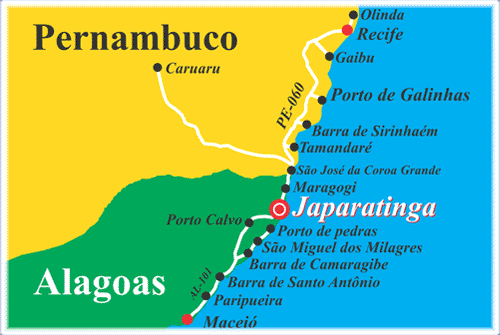 Olinda
Pernambuco
Recife
Gaibu
Caruaru
PE-060
Porto de Galinhas
Barra de Sirinhaém
Tamandaré
São José da Coroa Grande
Maragogi
Japaratinga
Porto Calvo
Porto de pedras
São Miguel dos Milagres
Barra de Camaragibe
Alagoas
AL-101
Barra de Santo Antônio
Paripueira
Maceió